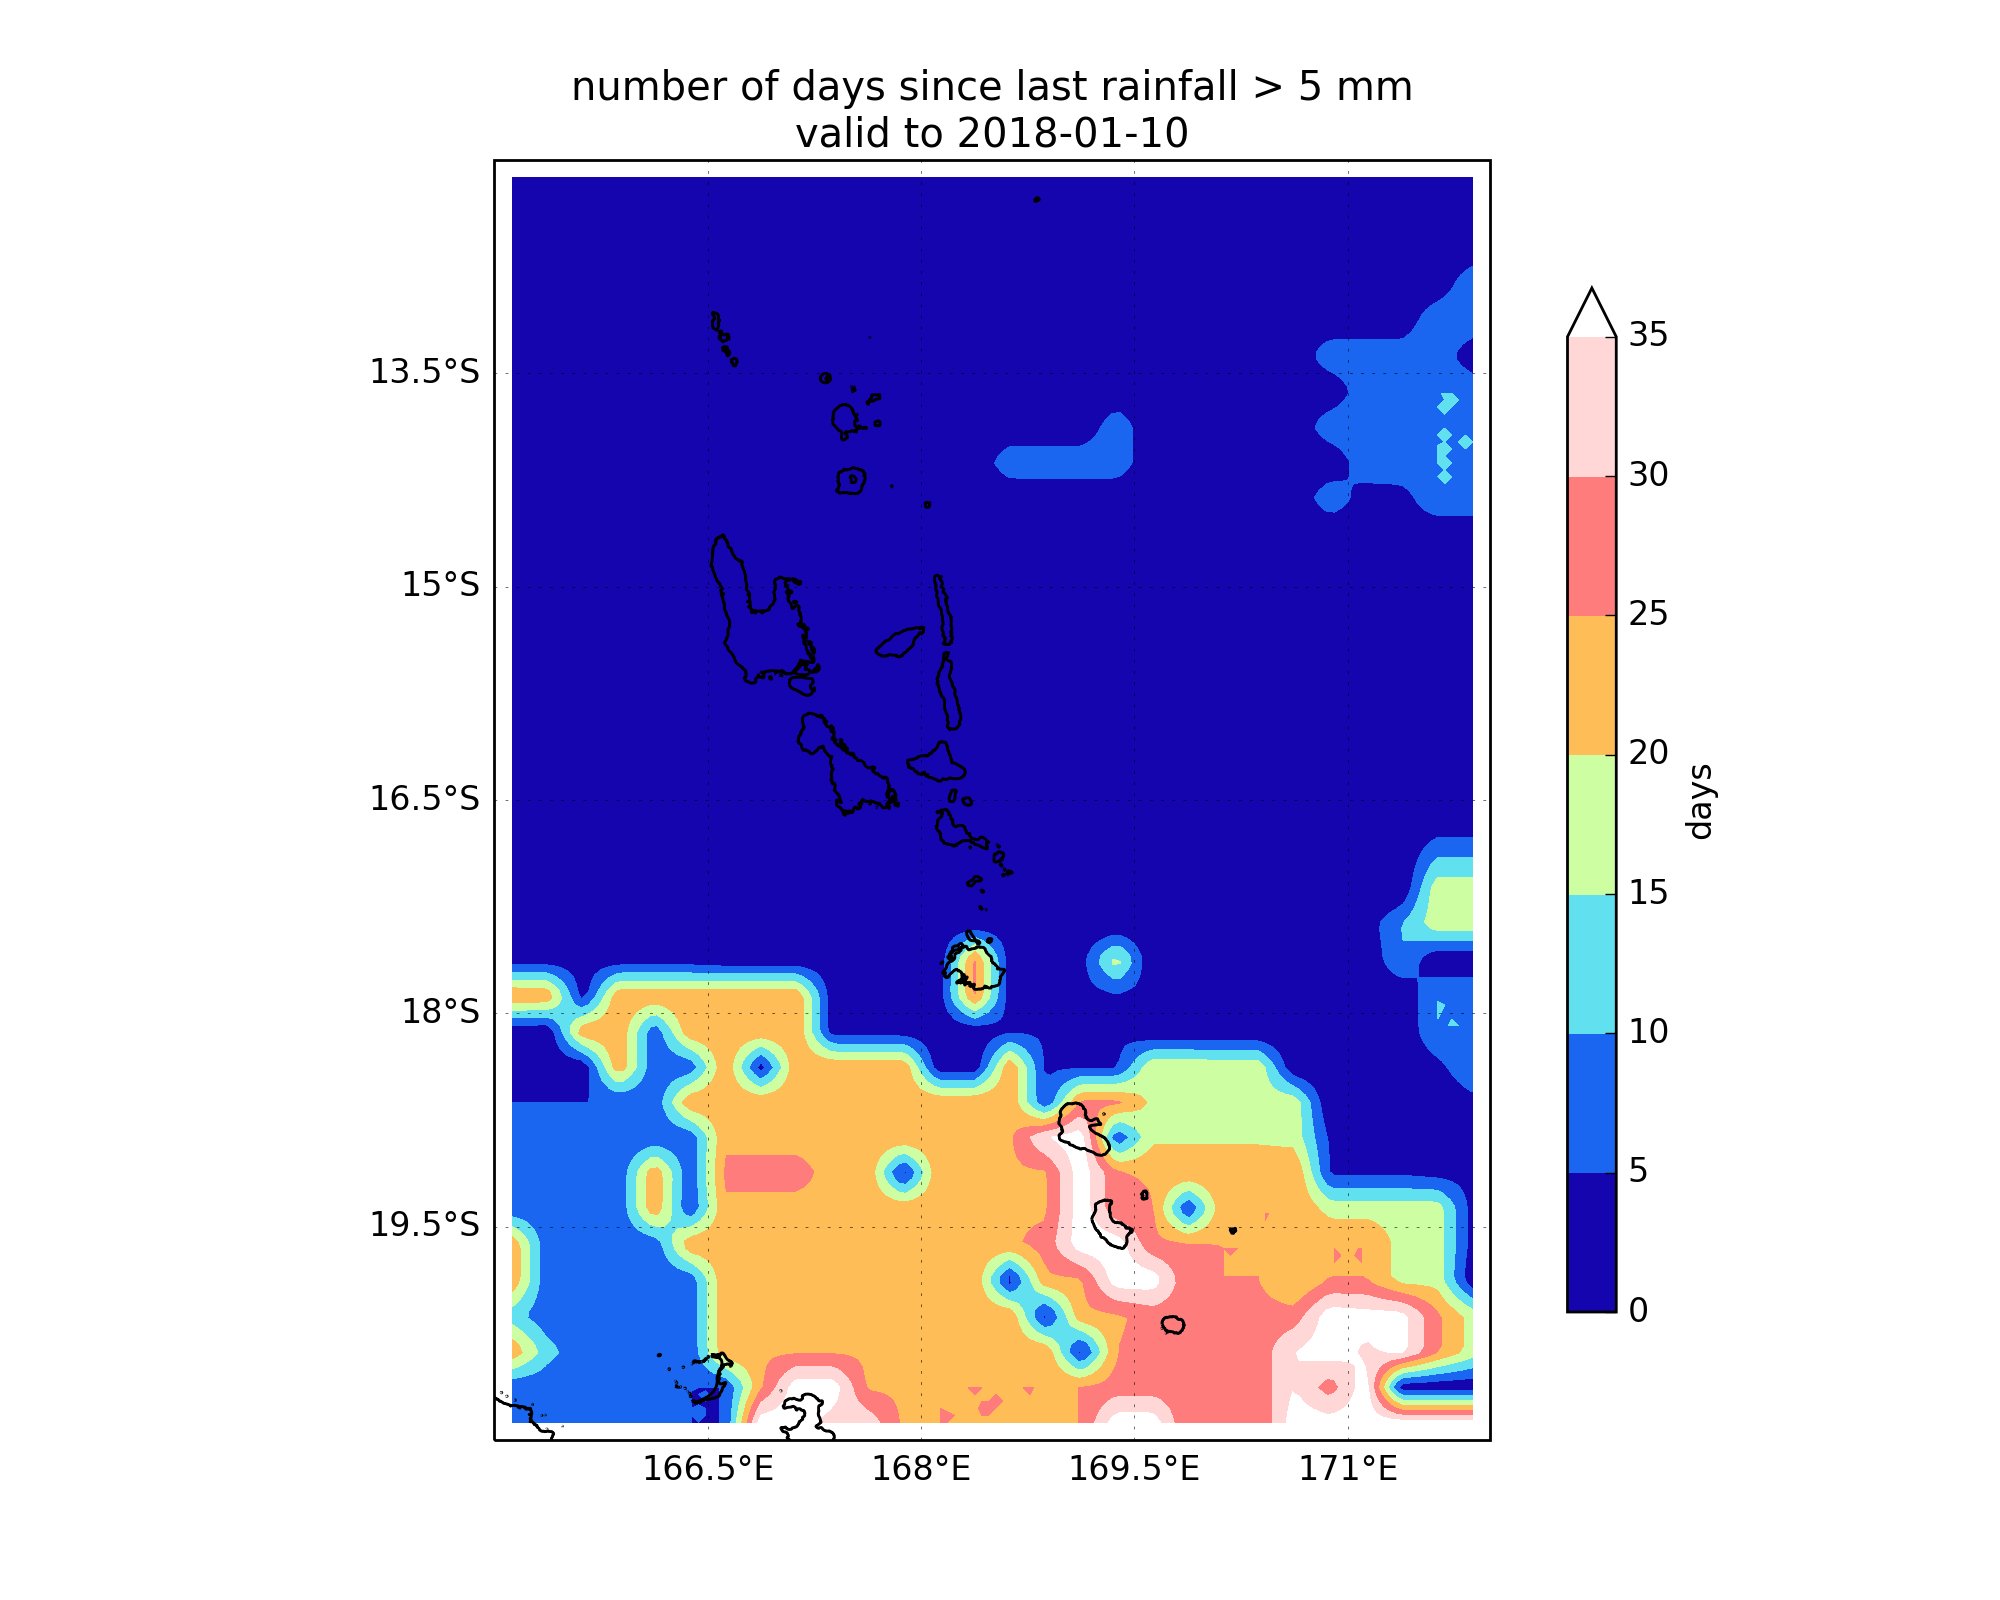 number of days since last rainfall > 5 mm
valid to 2018-01-10
13.5°S
15°S
16.5°S
18°S
19.5°S
166.5°E
168°E
169.5°E
171°E
35
30
25
20
15
10
5
0
days